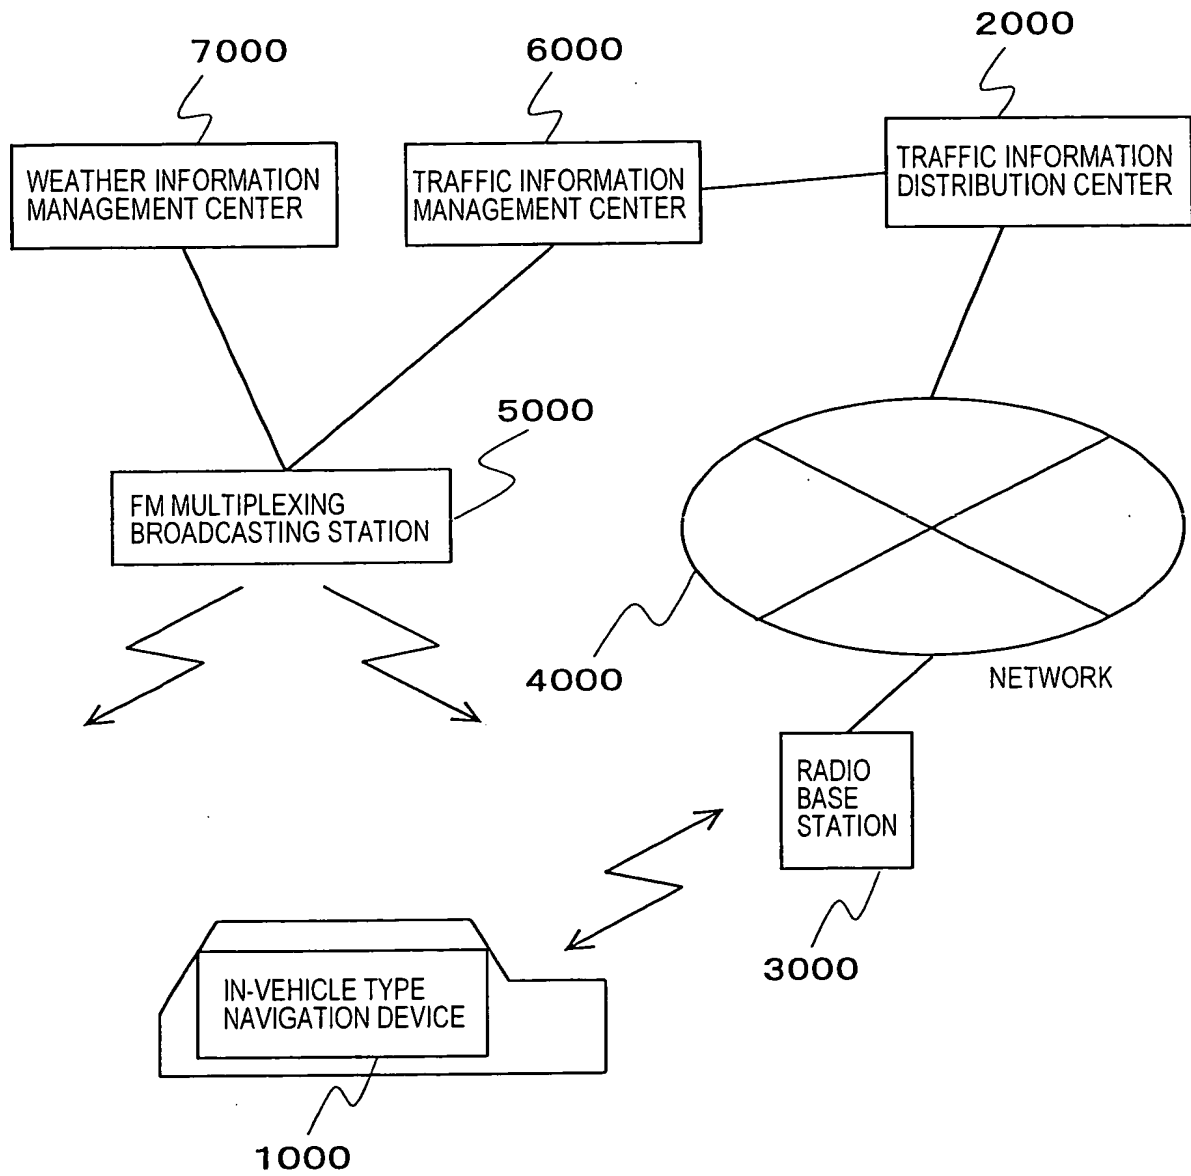 7000
6000
2000
WEATHER INFORMATION
MANAGEMENT CENTER
TRAFFIC INFORMATION
MANAGEMENT CENTER
TRAFFIC INFORMATION
DISTRIBUTION CENTER
5000
FM MULTIPLEXING
BROADCASTING STATION
4000
NETWORK
RADIO
BASE
STATION
3000
IN-VEHICLE TYPE
NAVIGATION DEVICE
1000